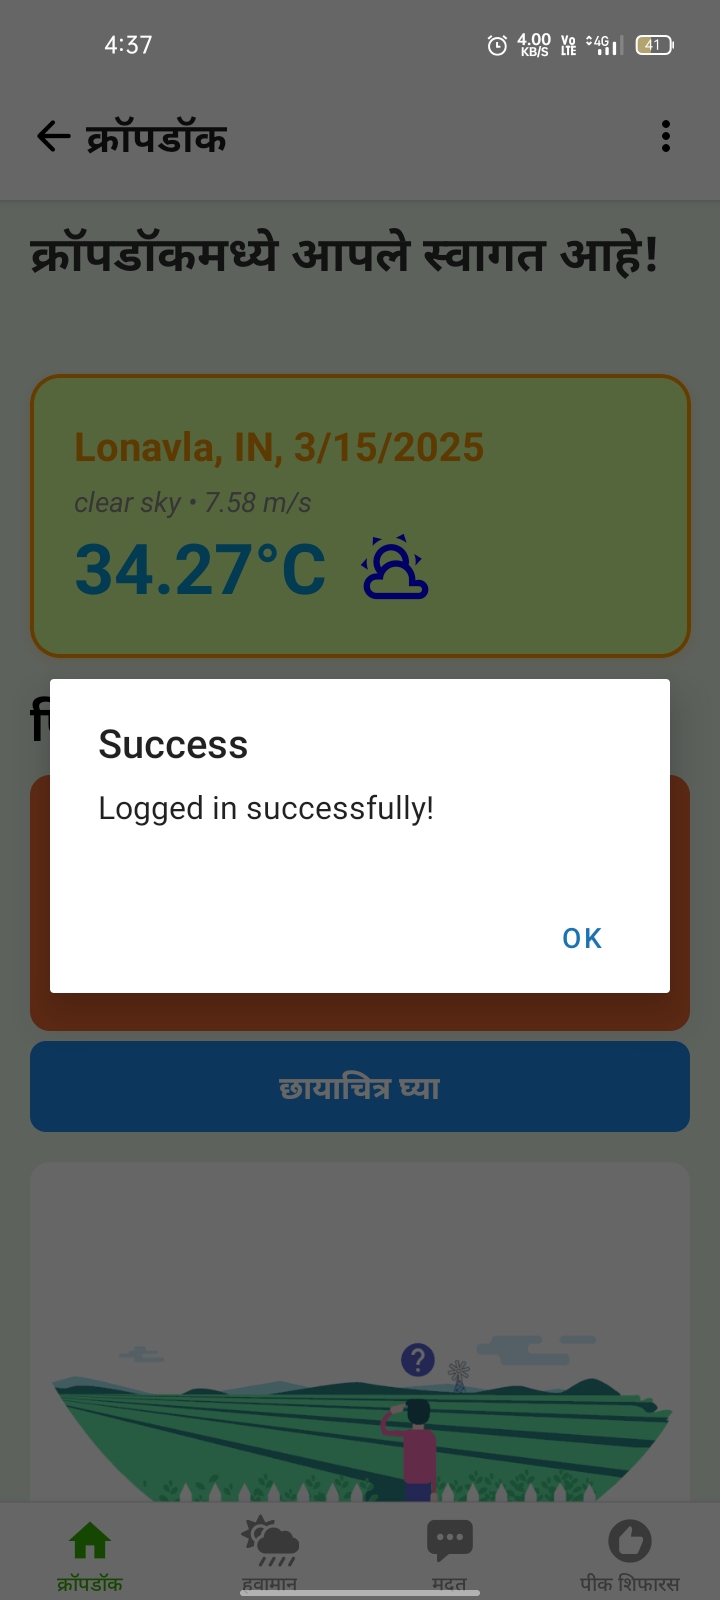 4:37
4.00 KB/S Vo LTE 4G 41
क्रॉपडॉक
क्रॉपडॉकमध्ये आपले स्वागत आहे!
Lonavla, IN, 3/15/2025
clear sky • 7.58 m/s
34.27°C
Success
Logged in successfully!
OK
छायाचित्र घ्या
?
क्रॉपडॉक हवामान मदत पीक शिफारस